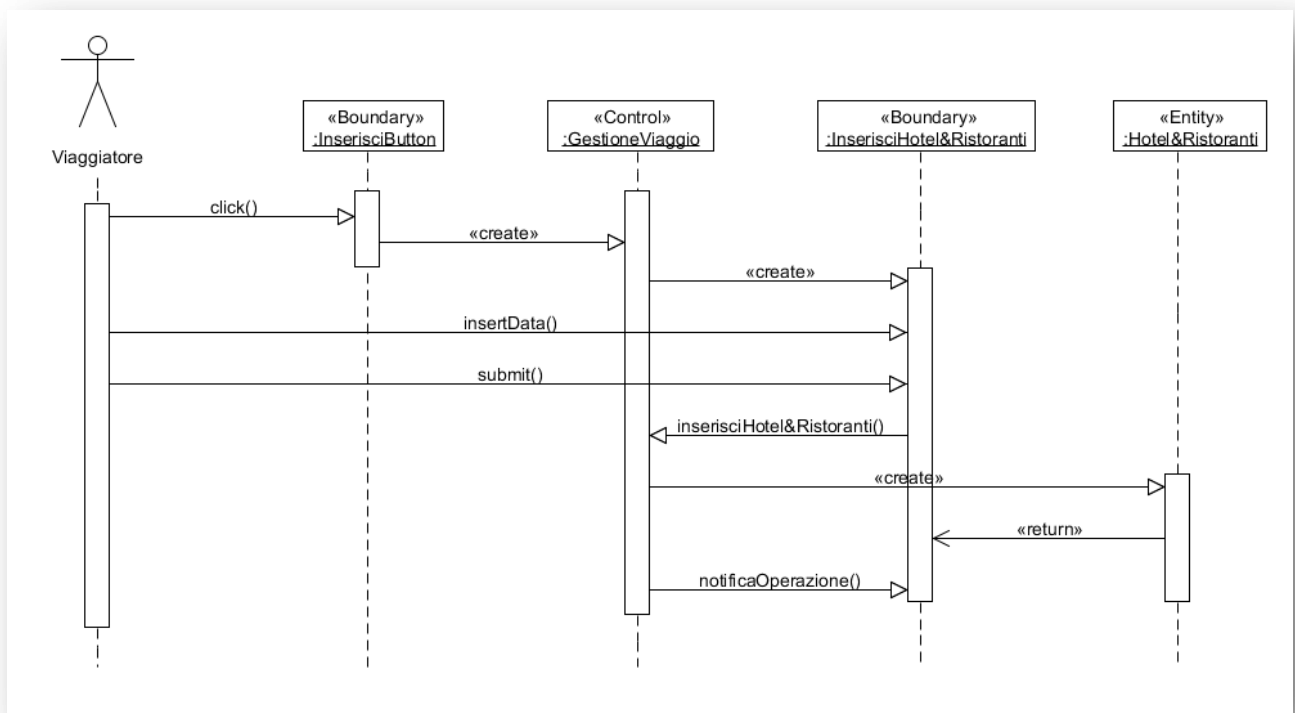 «Boundary»
:InserisciButton
«Control»
:GestioneViaggio
«Boundary»
:InserisciHotel&Ristoranti
«Entity»
:Hotel&Ristoranti
Viaggiatore
click()
«create»
«create»
insertData()
submit()
inserisciHotel&Ristoranti()
«create»
«return»
notificaOperazione()